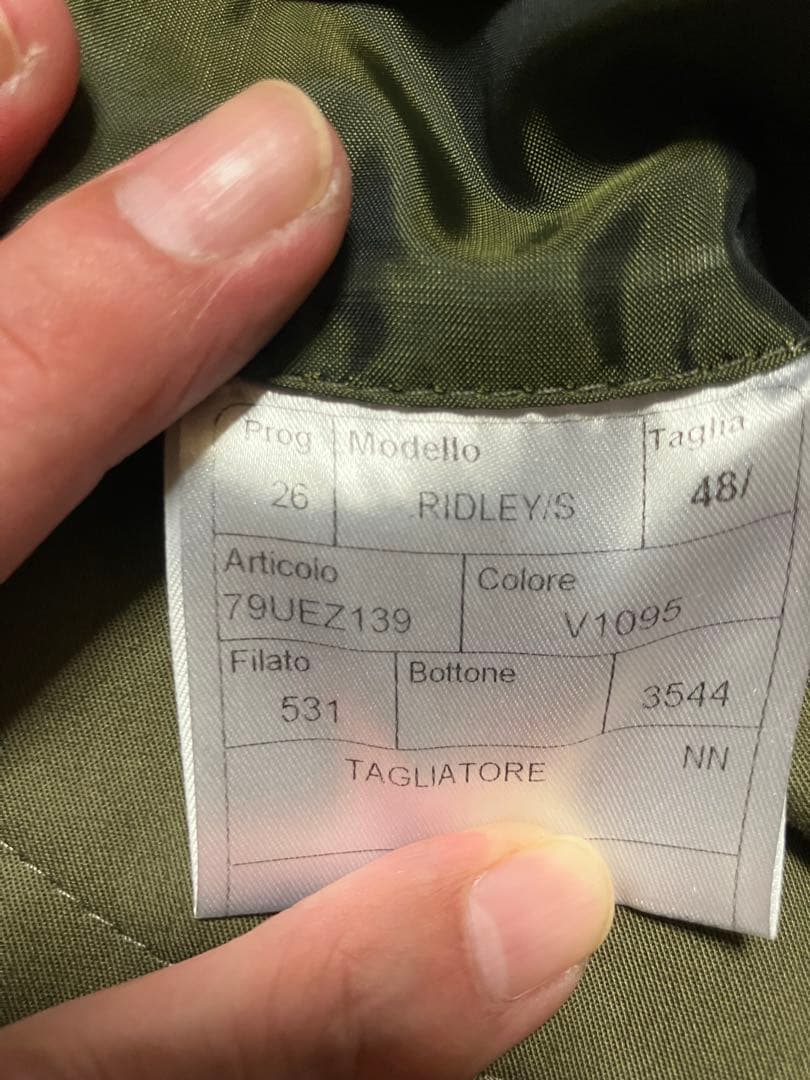 Prog Modello Taglia
26 .RIDLEY/S 48/
Articolo Colore
79UEZ139 V1095
Filato Bottone
531 3544
TAGLIATORE NN